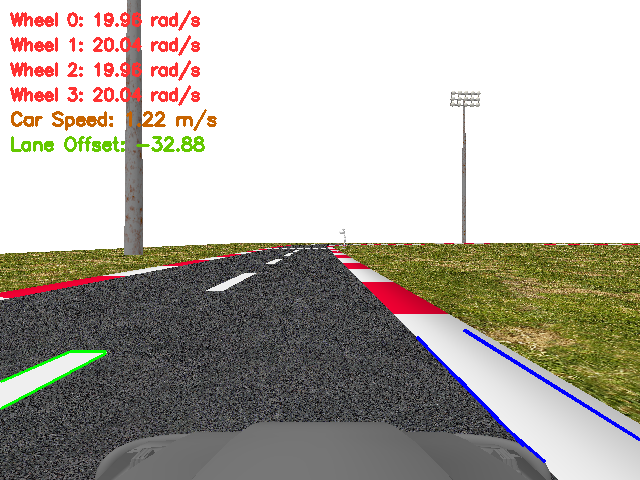 Wheel 0: 19.96 rad/s
Wheel 1: 20.04 rad/s
Wheel 2: 19.96 rad/s
Wheel 3: 20.04 rad/s
Car Speed: 1.22 m/s
Lane Offset: -32.88